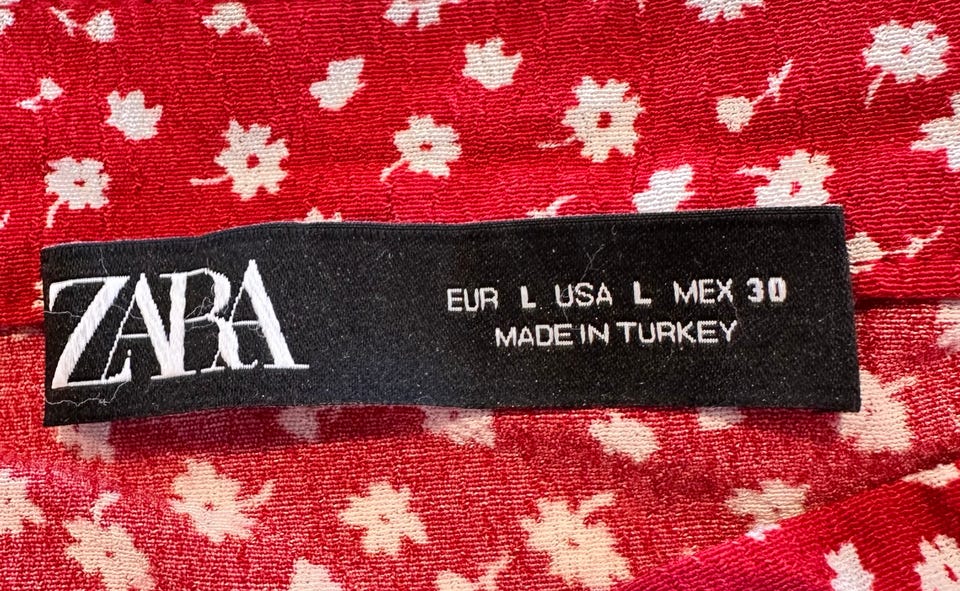 ZARA
EUR L USA L MEX 30
MADE IN TURKEY